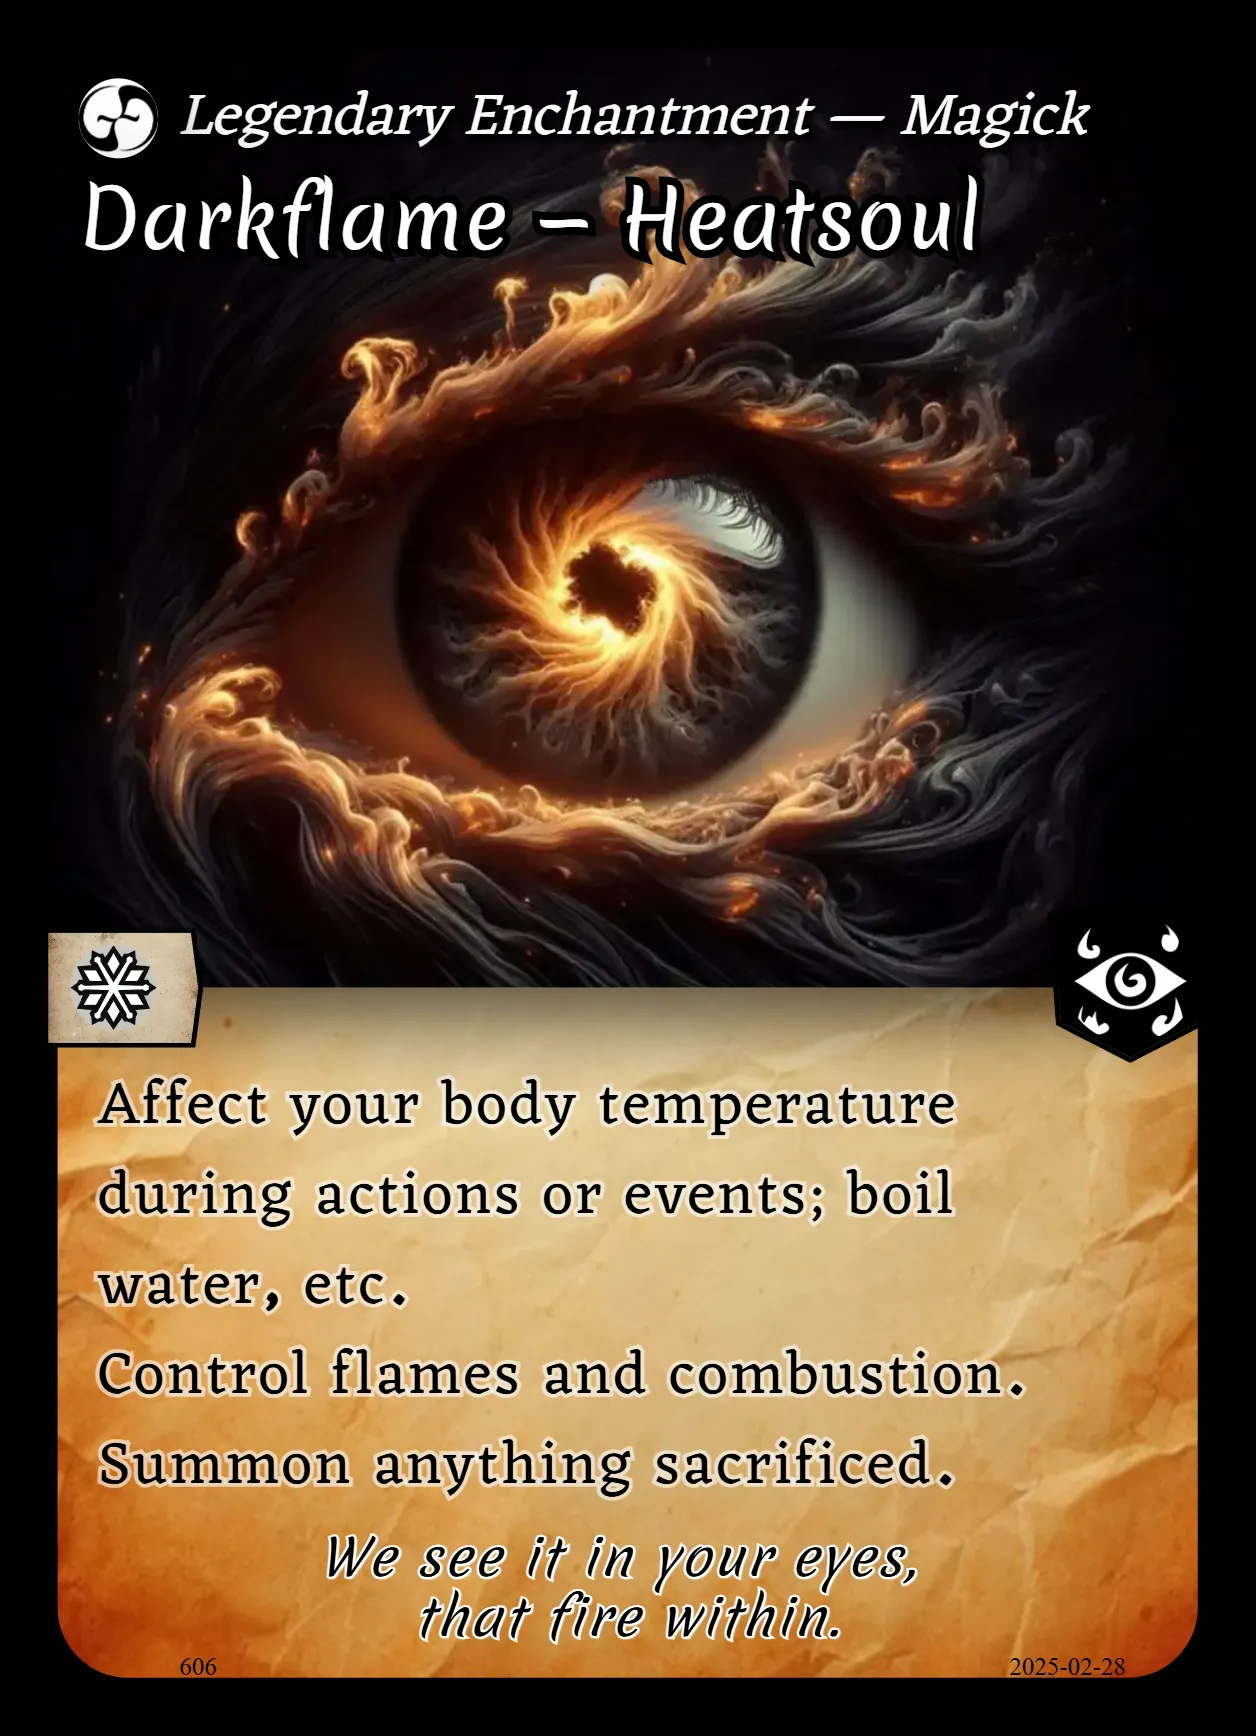 Legendary Enchantment — Magick
Darkflame – Heatsoul
Affect your body temperature
during actions or events; boil
water, etc.
Control flames and combustion.
Summon anything sacrificed.
We see it in your eyes,
that fire within.
606
2025-02-28